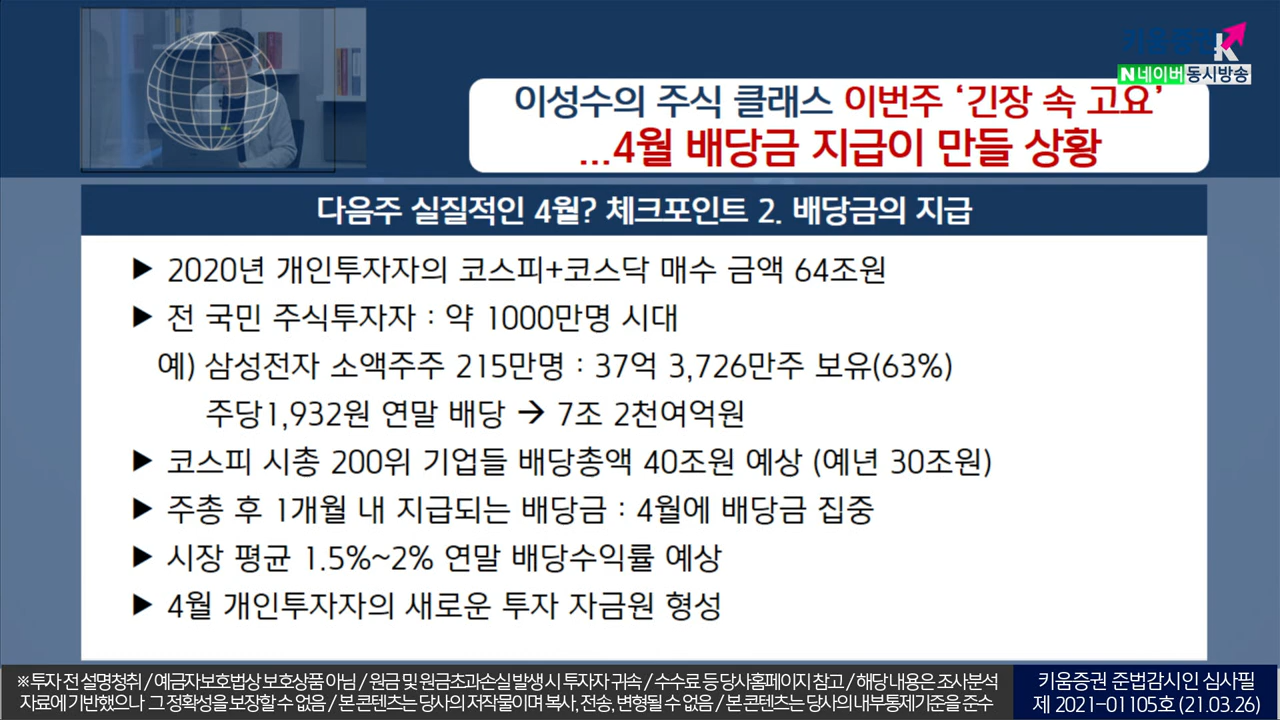 키움증권
N 네이버 동시방송
이성수의 주식 클래스 이번주 ‘긴장 속 고요’
...4월 배당금 지급이 만들 상황
다음주 실질적인 4월? 체크포인트 2. 배당금의 지급
▶ 2020년 개인투자자의 코스피+코스닥 매수 금액 64조원
▶ 전 국민 주식투자자 : 약 1000만명 시대
예) 삼성전자 소액주주 215만명 : 37억 3,726만주 보유(63%)
주당1,932원 연말 배당 → 7조 2천여억원
▶ 코스피 시총 200위 기업들 배당총액 40조원 예상 (예년 30조원)
▶ 주총 후 1개월 내 지급되는 배당금 : 4월에 배당금 집중
▶ 시장 평균 1.5%~2% 연말 배당수익률 예상
▶ 4월 개인투자자의 새로운 투자 자금원 형성
※ 투자 전 설명청취 / 예금자보호법상 보호상품 아님 / 원금 및 원금초과손실 발생 시 투자자 귀속 / 수수료 등 당사홈페이지 참고 / 해당 내용은 조사분석
자료에 기반했으나 그 정확성을 보장할 수 없음 / 본 콘텐츠는 당사의 저작물이며 복사, 전송, 변형될 수 없음 / 본 콘텐츠는 당사의 내부통제기준을 준수
키움증권 준법감시인 심사필
제 2021-01105호 (21.03.26)